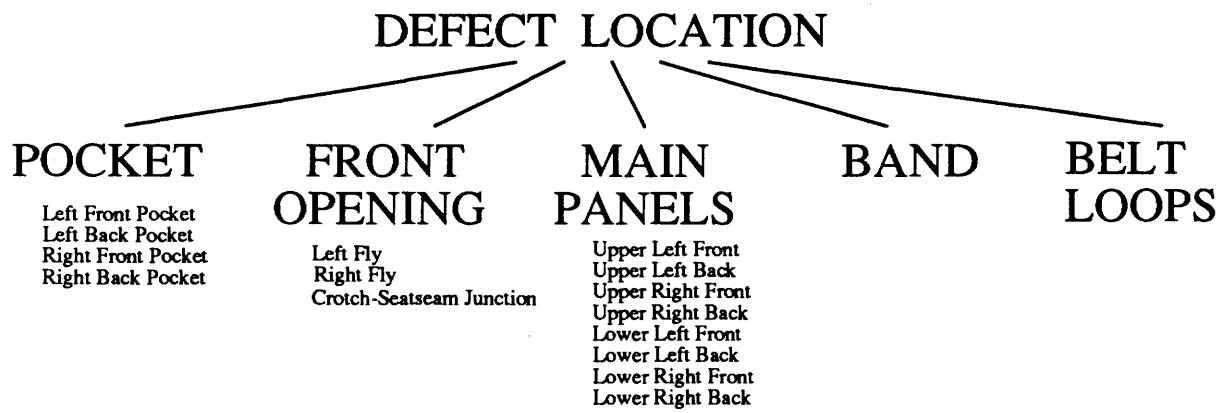 DEFECT LOCATION
POCKET
Left Front Pocket
Left Back Pocket
Right Front Pocket
Right Back Pocket
FRONT
OPENING
Left Fly
Right Fly
Crotch-Seatseam Junction
MAIN
PANELS
Upper Left Front
Upper Left Back
Upper Right Front
Upper Right Back
Lower Left Front
Lower Left Back
Lower Right Front
Lower Right Back
BAND
BELT
LOOPS